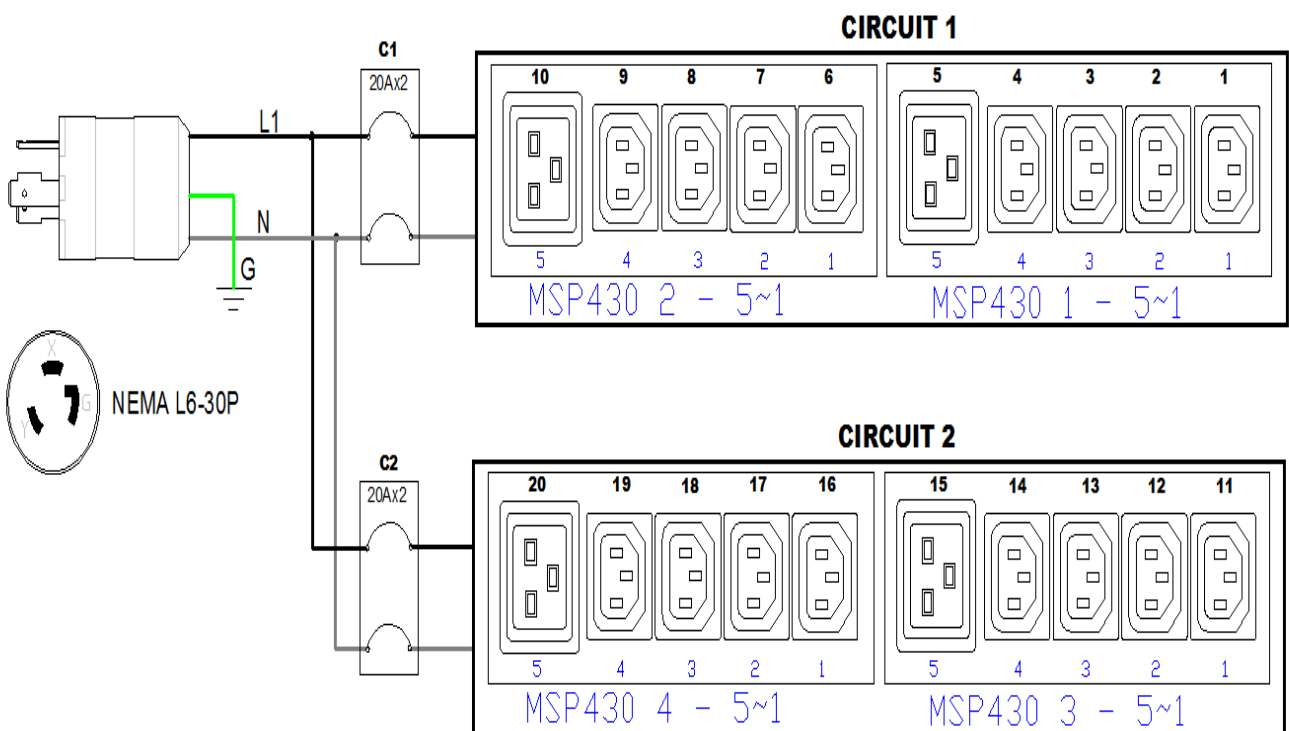 CIRCUIT 1
C1
20Ax2
10 9 8 7 6 5 4 3 2 1
L1
N
G
5 4 3 2 1 5 4 3 2 1
MSP430 2 - 5~1 MSP430 1 - 5~1
X
G
Y
NEMA L6-30P
CIRCUIT 2
C2
20Ax2
20 19 18 17 16 15 14 13 12 11
5 4 3 2 1 5 4 3 2 1
MSP430 4 - 5~1 MSP430 3 - 5~1